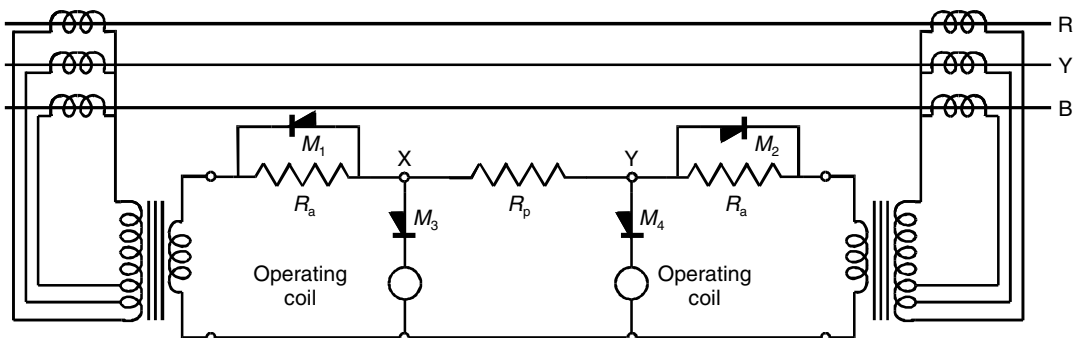 R
Y
B
M₁
M₂
X
Y
Rₐ
Rₚ
Rₐ
M₃
M₄
Operating
coil
Operating
coil